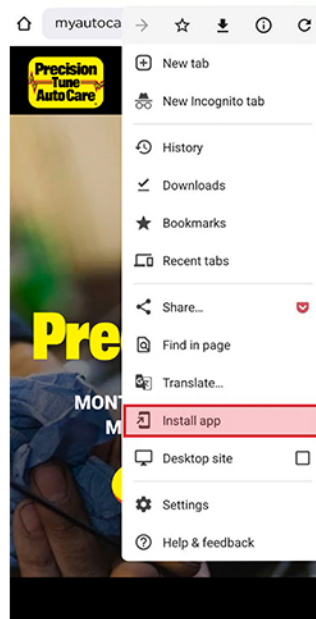 myautoca
Precision
Tune
Auto Care
New tab
New Incognito tab
History
Downloads
Bookmarks
Recent tabs
Share...
Find in page
Translate...
Install app
Desktop site
Settings
Help & feedback
Pre
MON
M